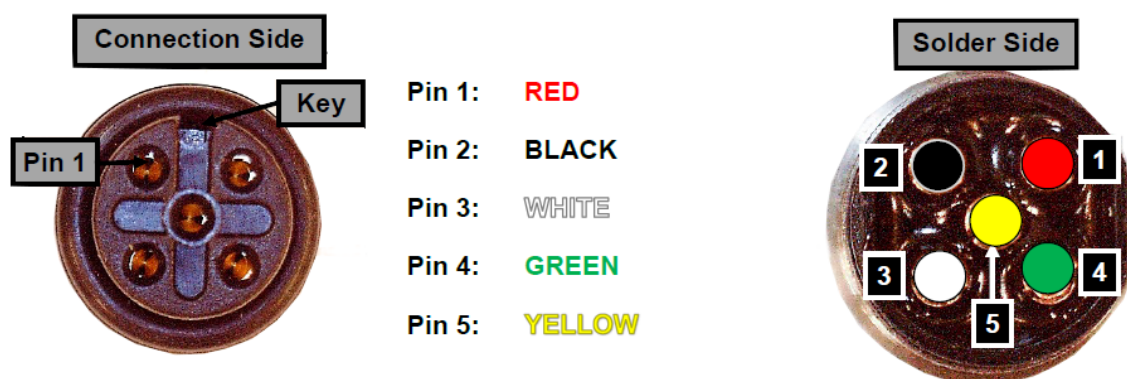 Connection Side
Key
Pin 1
Pin 1: RED
Pin 2: BLACK
Pin 3: WHITE
Pin 4: GREEN
Pin 5: YELLOW
Solder Side
2
1
3
4
5